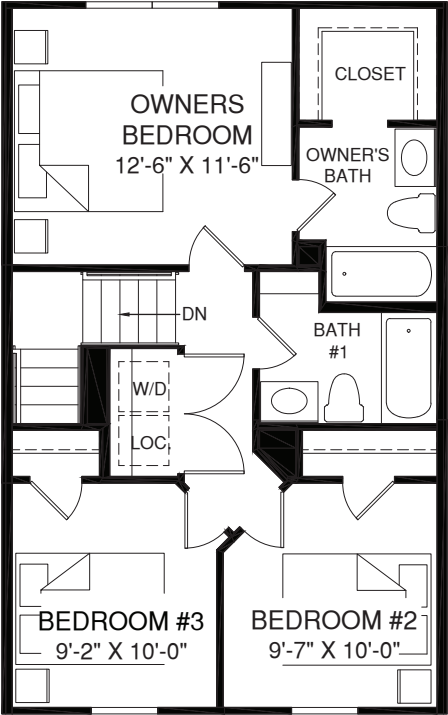 CLOSET
OWNERS
BEDROOM
12'-6" X 11'-6"
OWNER'S
BATH
DN
BATH
#1
W/D
LOC.
BEDROOM #3
9'-2" X 10'-0"
BEDROOM #2
9'-7" X 10'-0"